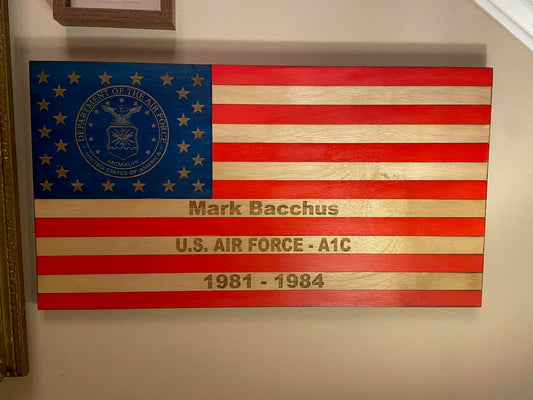 DEPARTMENT OF THE AIR FORCE
MCMXLVII
UNITED STATES OF AMERICA
Mark Bacchus
U.S. AIR FORCE - A1C
1981 - 1984